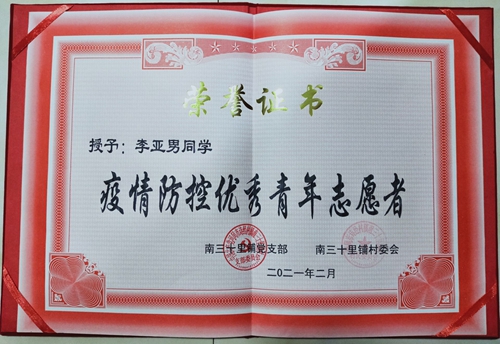 荣誉证书
授予：李亚男同学
疫情防控优秀青年志愿者
南三十里铺党支部 南三十里铺村委会
二〇二一年二月